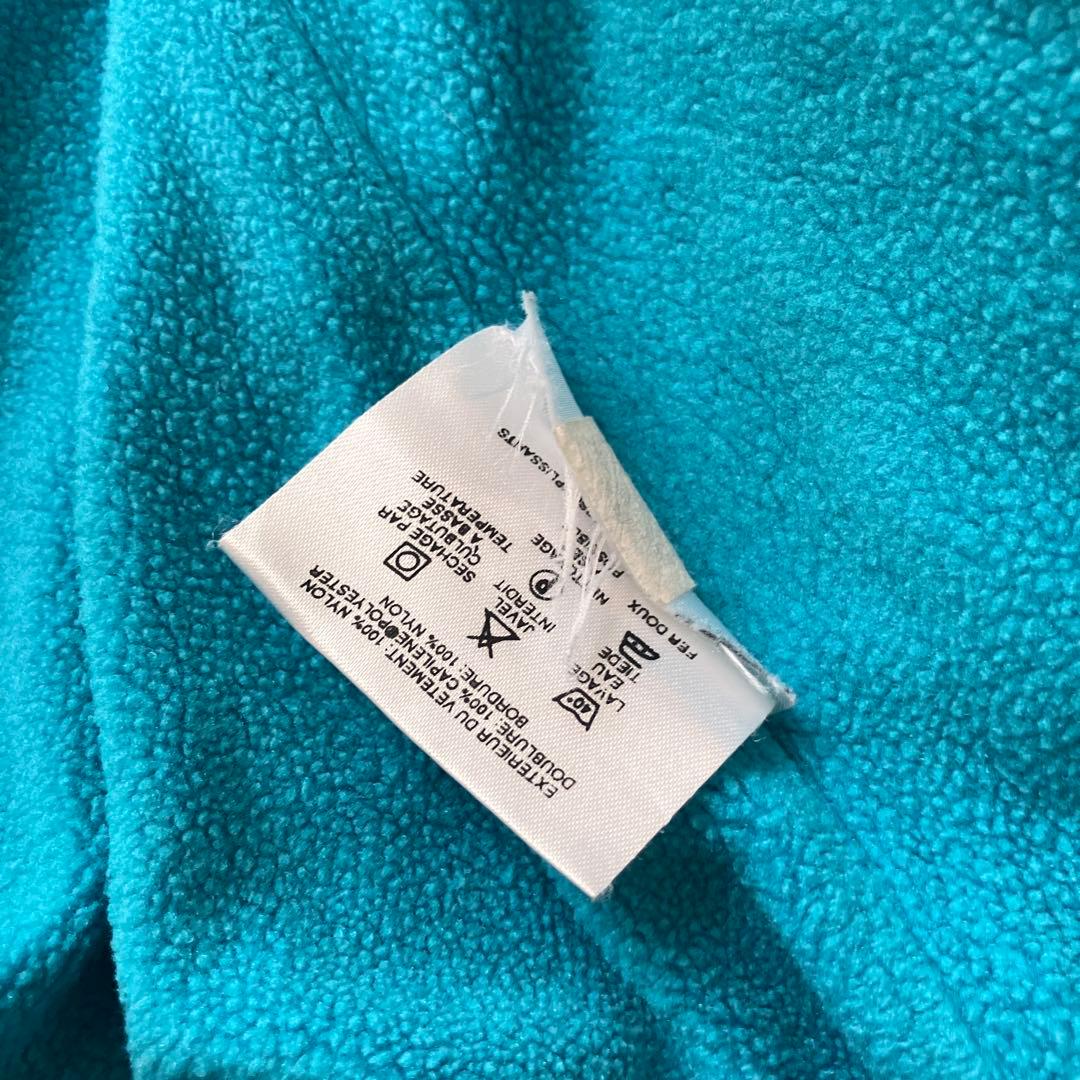 EXTERIEUR DU VETEMENT: 100% NYLON
DOUBLURE: 100% CAPILENE®POLYESTER
BORDURE: 100% NYLON
40°
LAVAGE
EAU
TIEDE
JAVEL
INTERDIT
SECHAGE PAR
CULBUTAGE
A BASSE
TEMPERATURE
FER DOUX
P